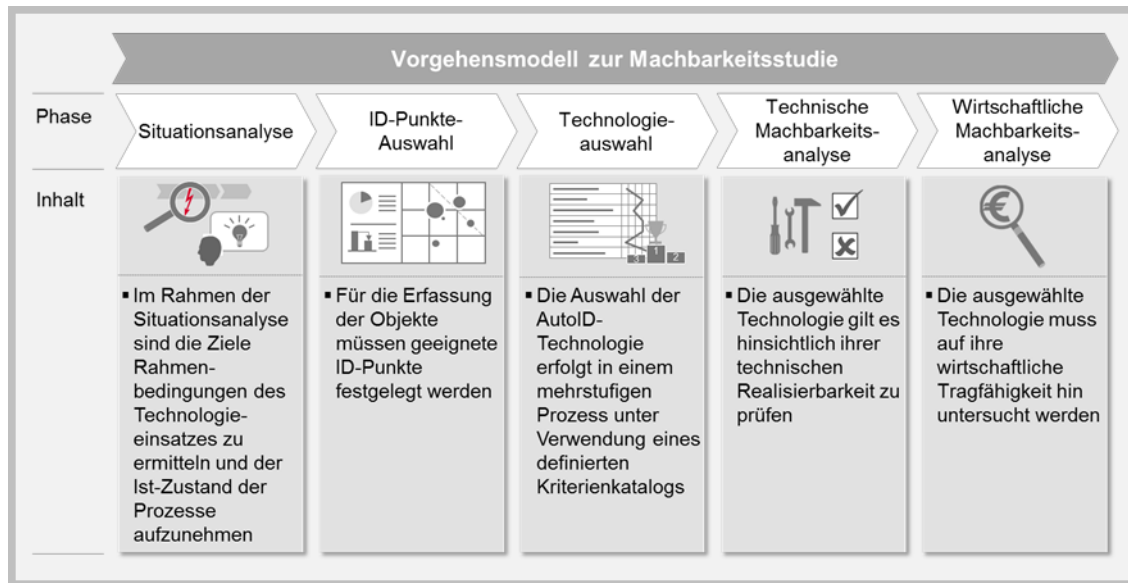 Vorgehensmodell zur Machbarkeitsstudie
Phase
Situationsanalyse
ID-Punkte-
Auswahl
Technologie-
auswahl
Technische
Machbarkeits-
analyse
Wirtschaftliche
Machbarkeits-
analyse
Inhalt
3
1
2
€
▪ Im Rahmen der
Situationsanalyse
sind die Ziele
Rahmen-
bedingungen des
Technologie-
einsatzes zu
ermitteln und der
Ist-Zustand der
Prozesse
aufzunehmen
▪ Für die Erfassung
der Objekte
müssen geeignete
ID-Punkte
festgelegt werden
▪ Die Auswahl der
AutoID-
Technologie
erfolgt in einem
mehrstufigen
Prozess unter
Verwendung eines
definierten
Kriterienkatalogs
▪ Die ausgewählte
Technologie gilt es
hinsichtlich ihrer
technischen
Realisierbarkeit zu
prüfen
▪ Die ausgewählte
Technologie muss
auf ihre
wirtschaftliche
Tragfähigkeit hin
untersucht werden